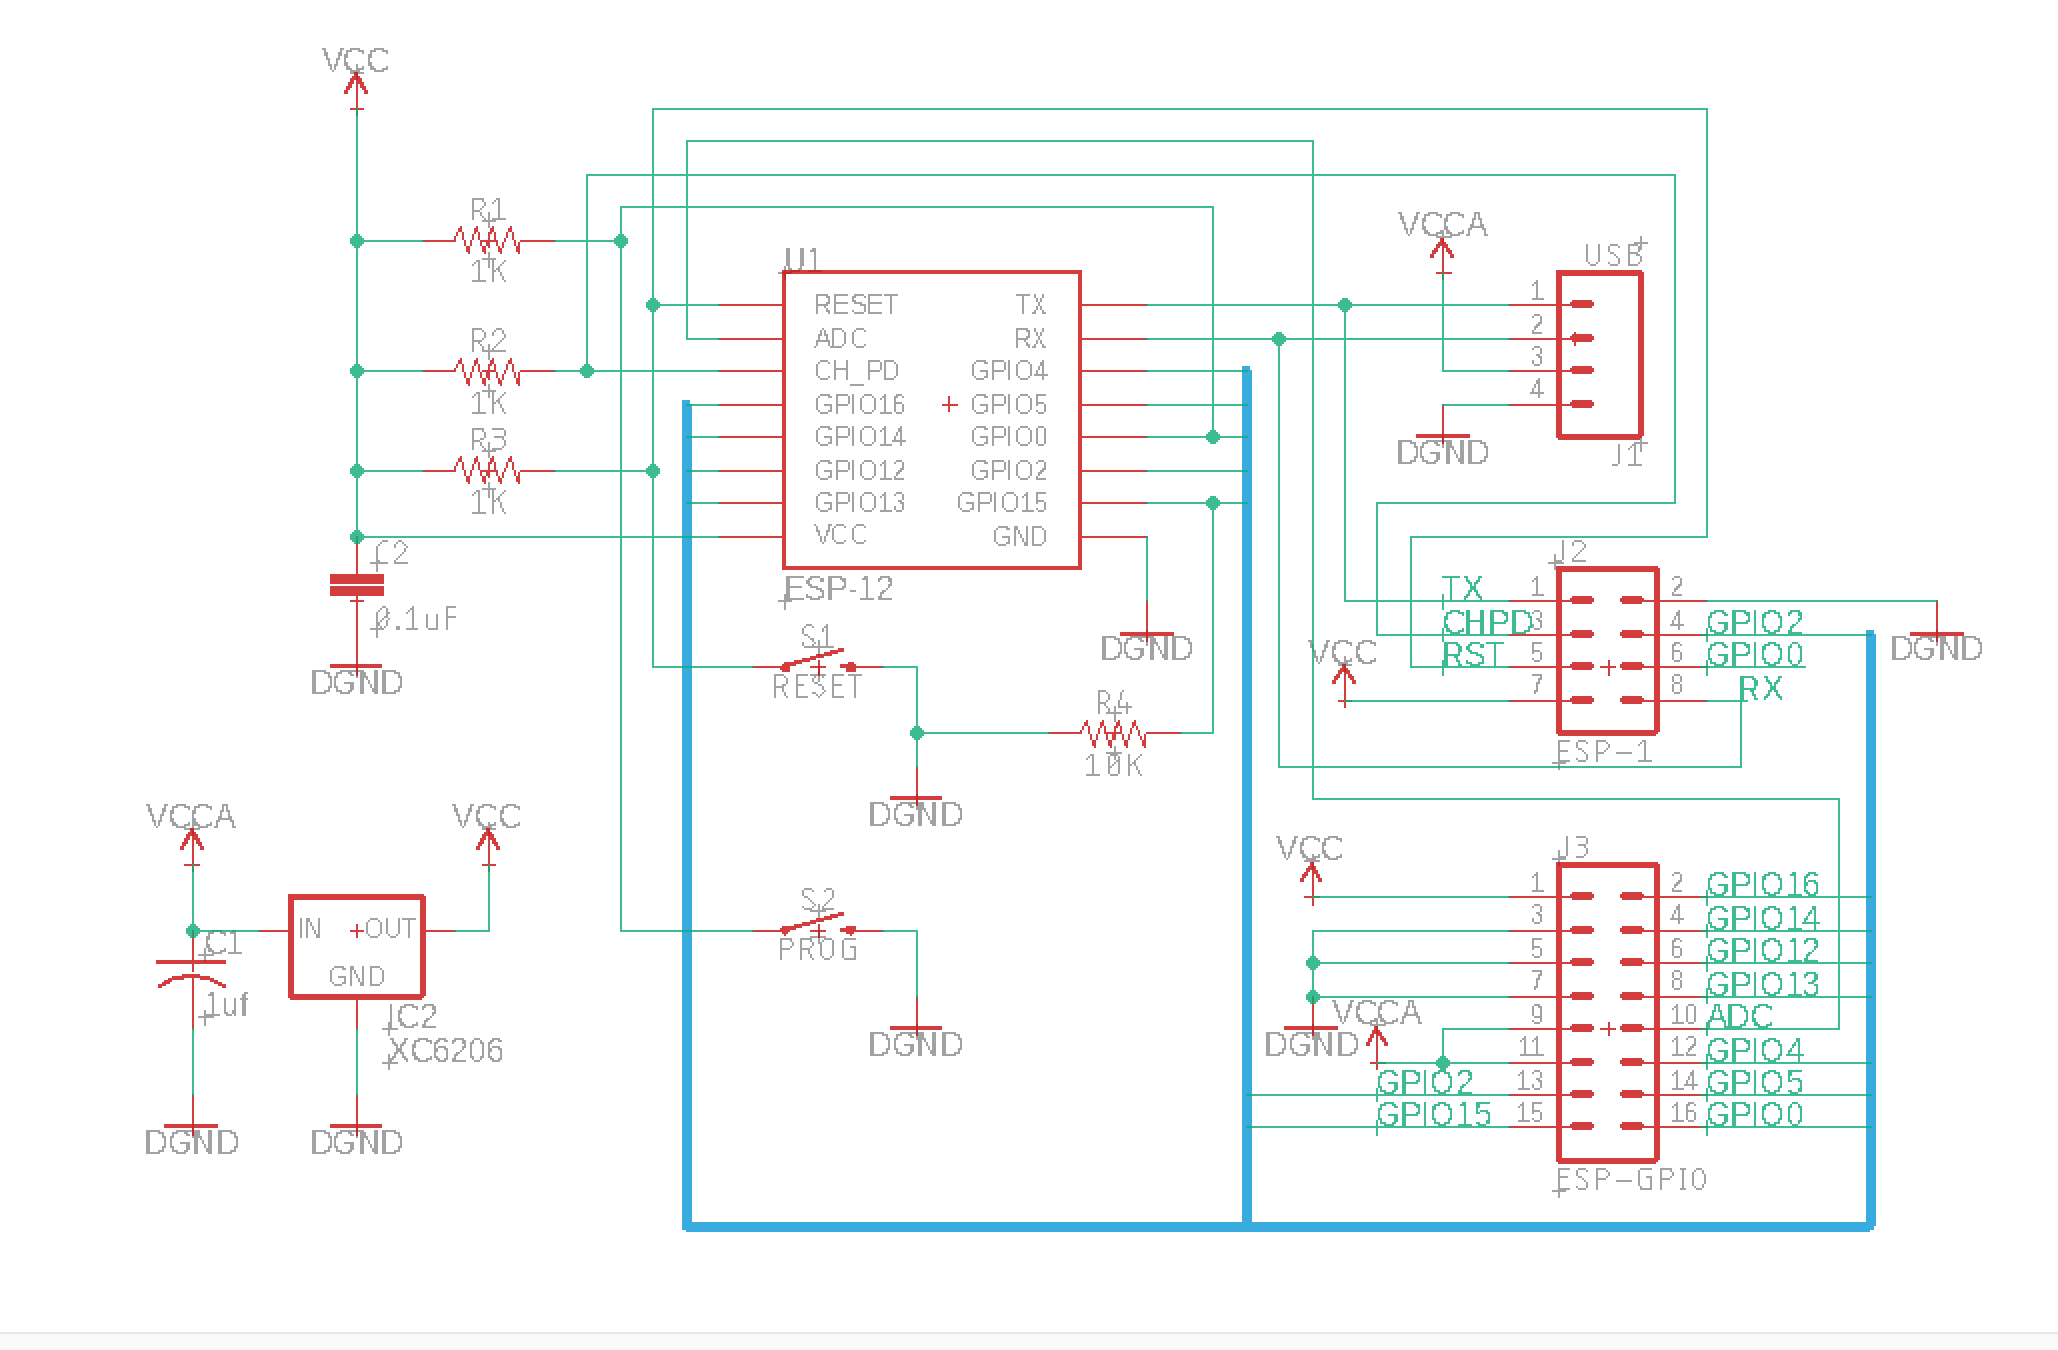 VCC
R1
1K
R2
1K
R3
1K
C2
0.1uF
DGND
U1
RESET
ADC
CH_PD
GPIO16
GPIO14
GPIO12
GPIO13
VCC
TX
RX
GPIO4
GPIO5
GPIO0
GPIO2
GPIO15
GND
ESP-12
DGND
S1
RESET
R4
10K
DGND
S2
PROG
DGND
VCCA
VCC
IN
OUT
GND
C1
1uf
IC2
XC6206
DGND
DGND
VCCA
USB
1
2
3
4
J1
DGND
J2
TX
1
2
CHPD
3
4
GPIO2
RST
5
6
GPIO0
VCC
7
8
RX
DGND
ESP-1
VCC
J3
1
2
GPIO16
3
4
GPIO14
5
6
GPIO12
7
8
GPIO13
VCCA
DGND
9
10
ADC
11
12
GPIO4
GPIO2
13
14
GPIO5
GPIO15
15
16
GPIO0
ESP-GPIO